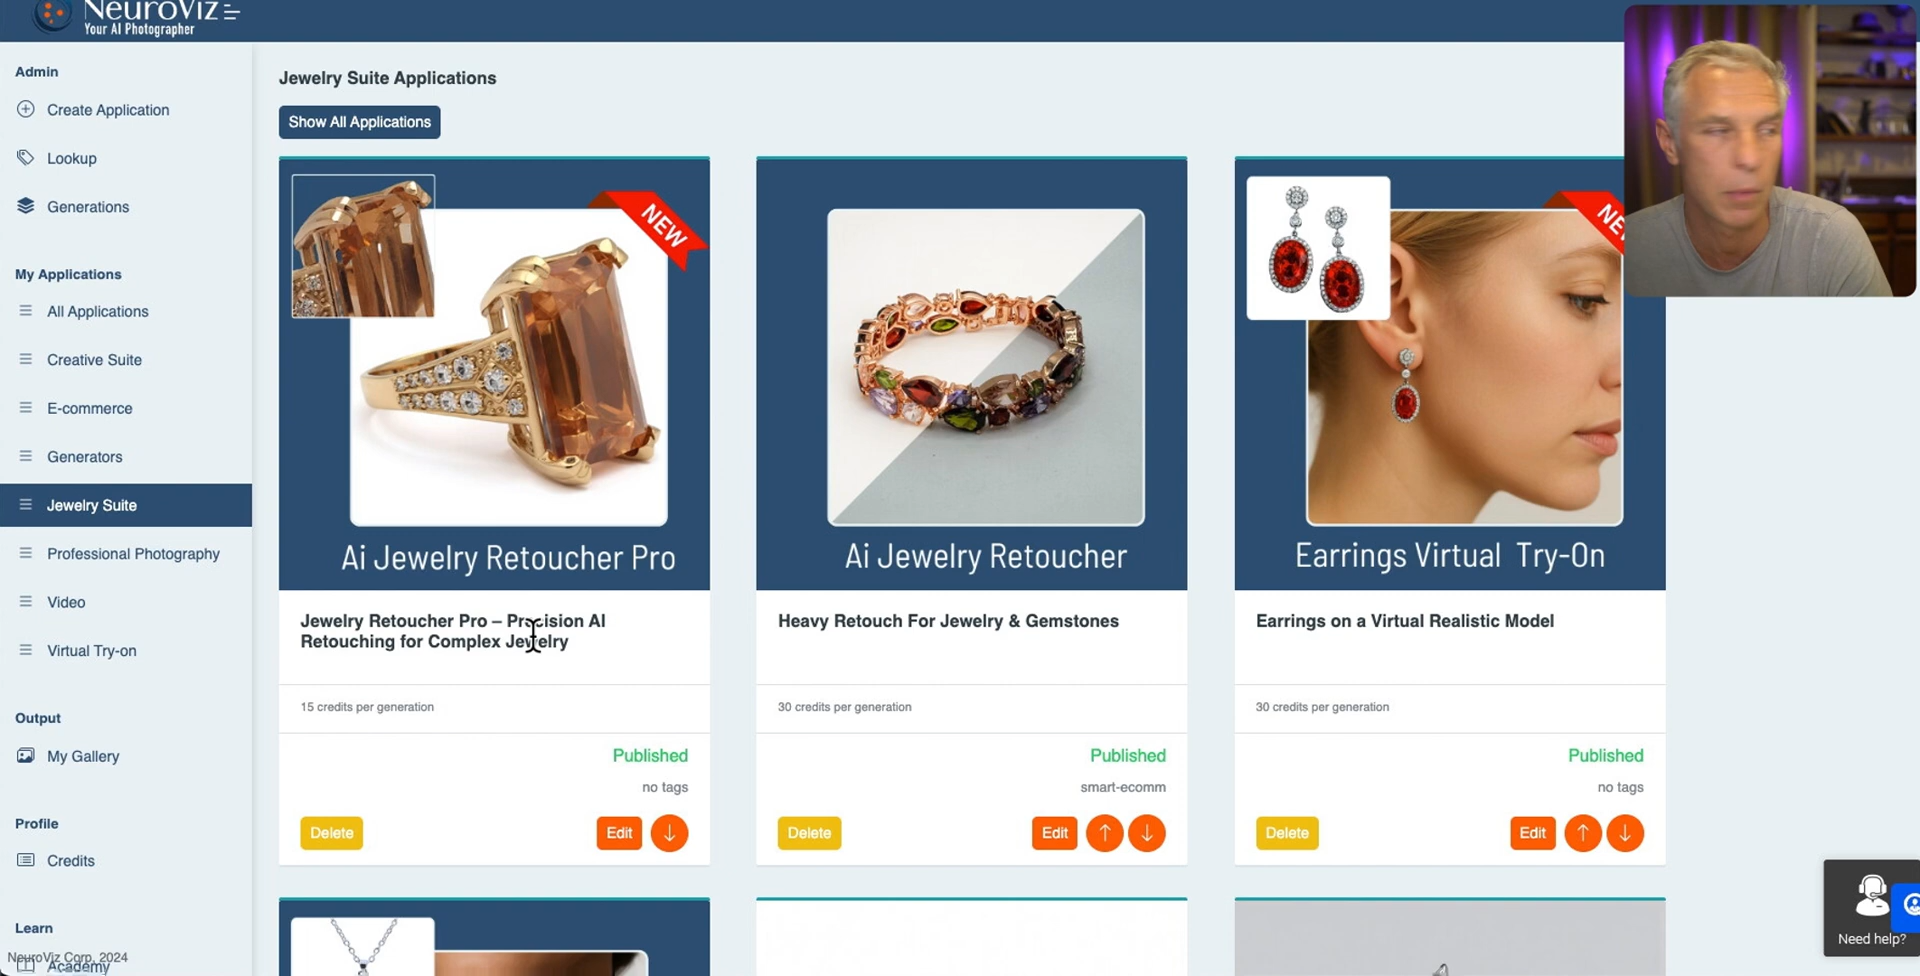 NeuroViz
Your AI Photographer
Admin
Create Application
Lookup
Generations
My Applications
All Applications
Creative Suite
E-commerce
Generators
Jewelry Suite
Professional Photography
Video
Virtual Try-on
Output
My Gallery
Profile
Credits
Learn
NeuroViz Corp, 2024
Academy
Jewelry Suite Applications
Show All Applications
NEW
Ai Jewelry Retoucher Pro
Jewelry Retoucher Pro – Precision AI
Retouching for Complex Jewelry
15 credits per generation
Published
no tags
Delete
Edit
Ai Jewelry Retoucher
Heavy Retouch For Jewelry & Gemstones
30 credits per generation
Published
smart-ecomm
Delete
Edit
NEW
Earrings Virtual Try-On
Earrings on a Virtual Realistic Model
30 credits per generation
Published
no tags
Delete
Edit
Need help?